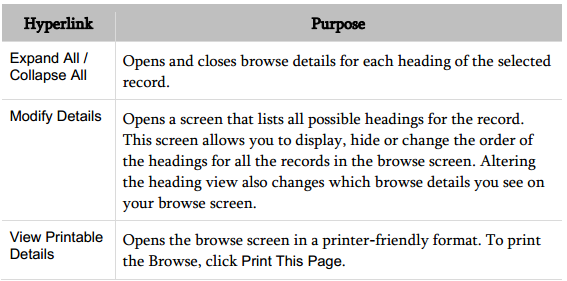 Hyperlink Purpose
Expand All /
Collapse All
Opens and closes browse details for each heading of the selected
record.
Modify Details
Opens a screen that lists all possible headings for the record.
This screen allows you to display, hide or change the order of
the headings for all the records in the browse screen. Altering
the heading view also changes which browse details you see on
your browse screen.
View Printable
Details
Opens the browse screen in a printer-friendly format. To print
the Browse, click Print This Page.